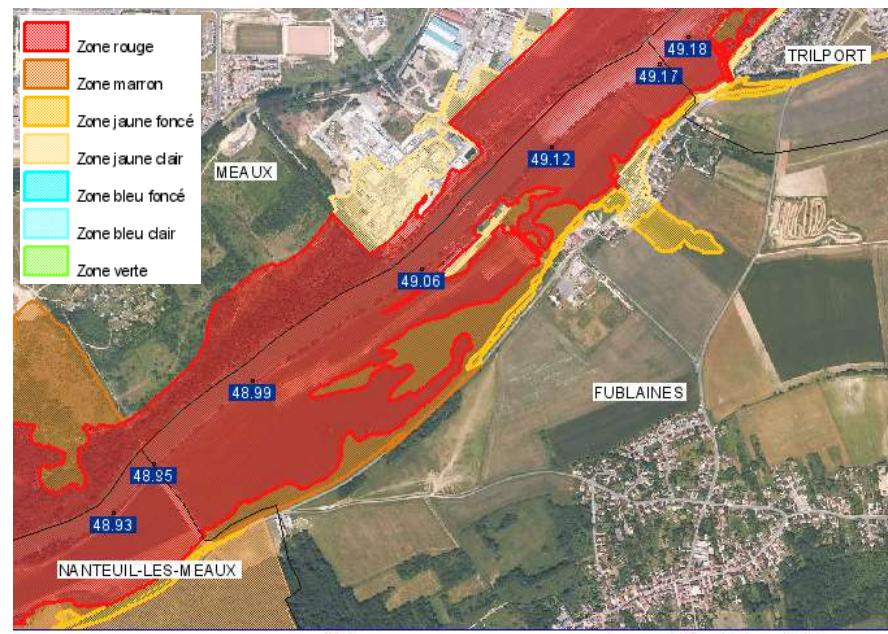 Zone rouge
Zone marron
Zone jaune foncé
Zone jaune clair
Zone bleu foncé
Zone bleu clair
Zone verte
49.18
TRILPORT
49.17
49.12
MEAUX
49.06
48.99
FUBLAINES
48.95
48.93
NANTEUIL-LES-MEAUX